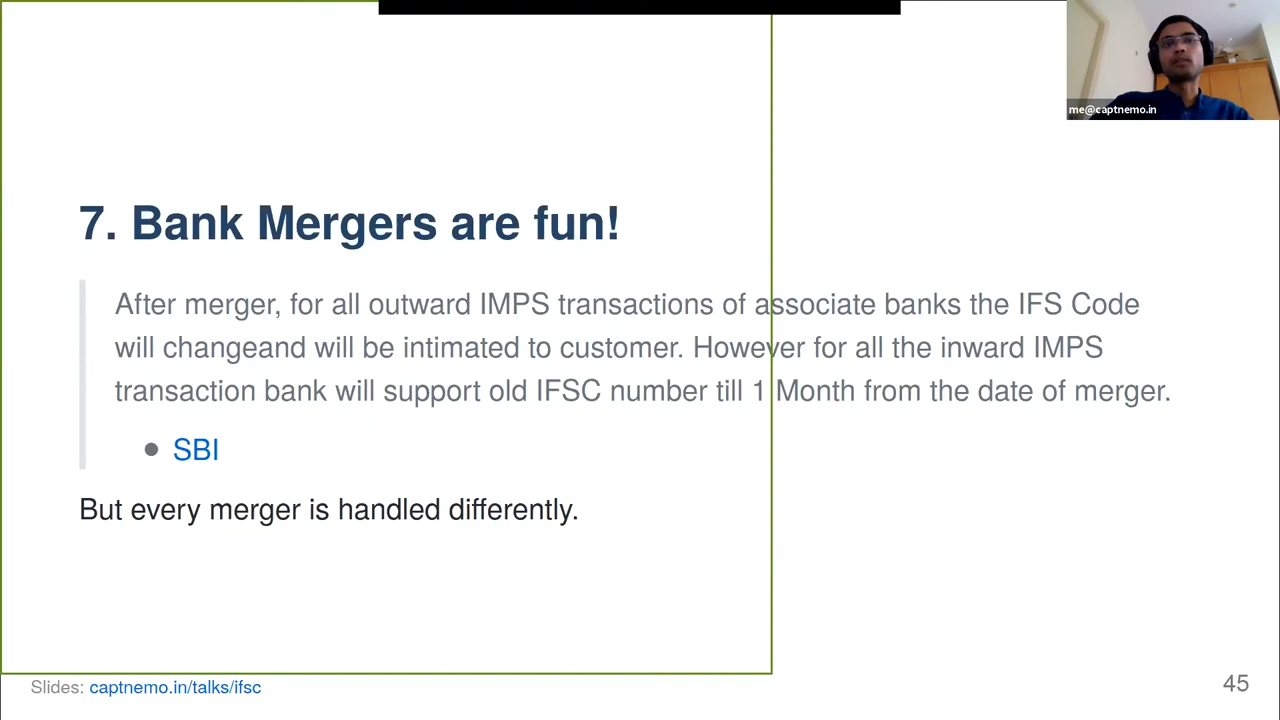 me@captnemo.in
7. Bank Mergers are fun!
After merger, for all outward IMPS transactions of associate banks the IFS Code
will changeand will be intimated to customer. However for all the inward IMPS
transaction bank will support old IFSC number till 1 Month from the date of merger.
SBI
But every merger is handled differently.
Slides: captnemo.in/talks/ifsc
45